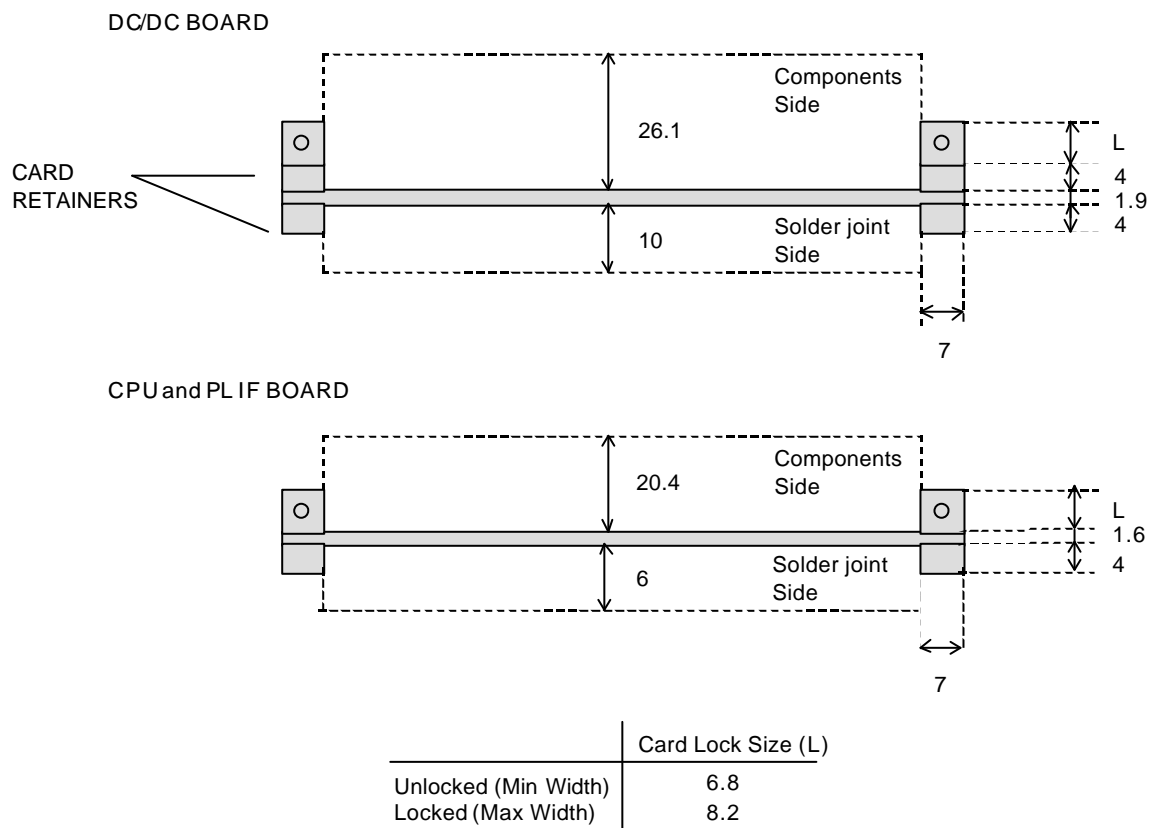 DC/DC BOARD
Components
Side
26.1
L
CARD
RETAINERS
4
1.9
4
10
Solder joint
Side
7
CPU and PL IF BOARD
Components
Side
20.4
L
1.6
4
6
Solder joint
Side
7
Card Lock Size (L)
Unlocked (Min Width) 6.8
Locked (Max Width) 8.2